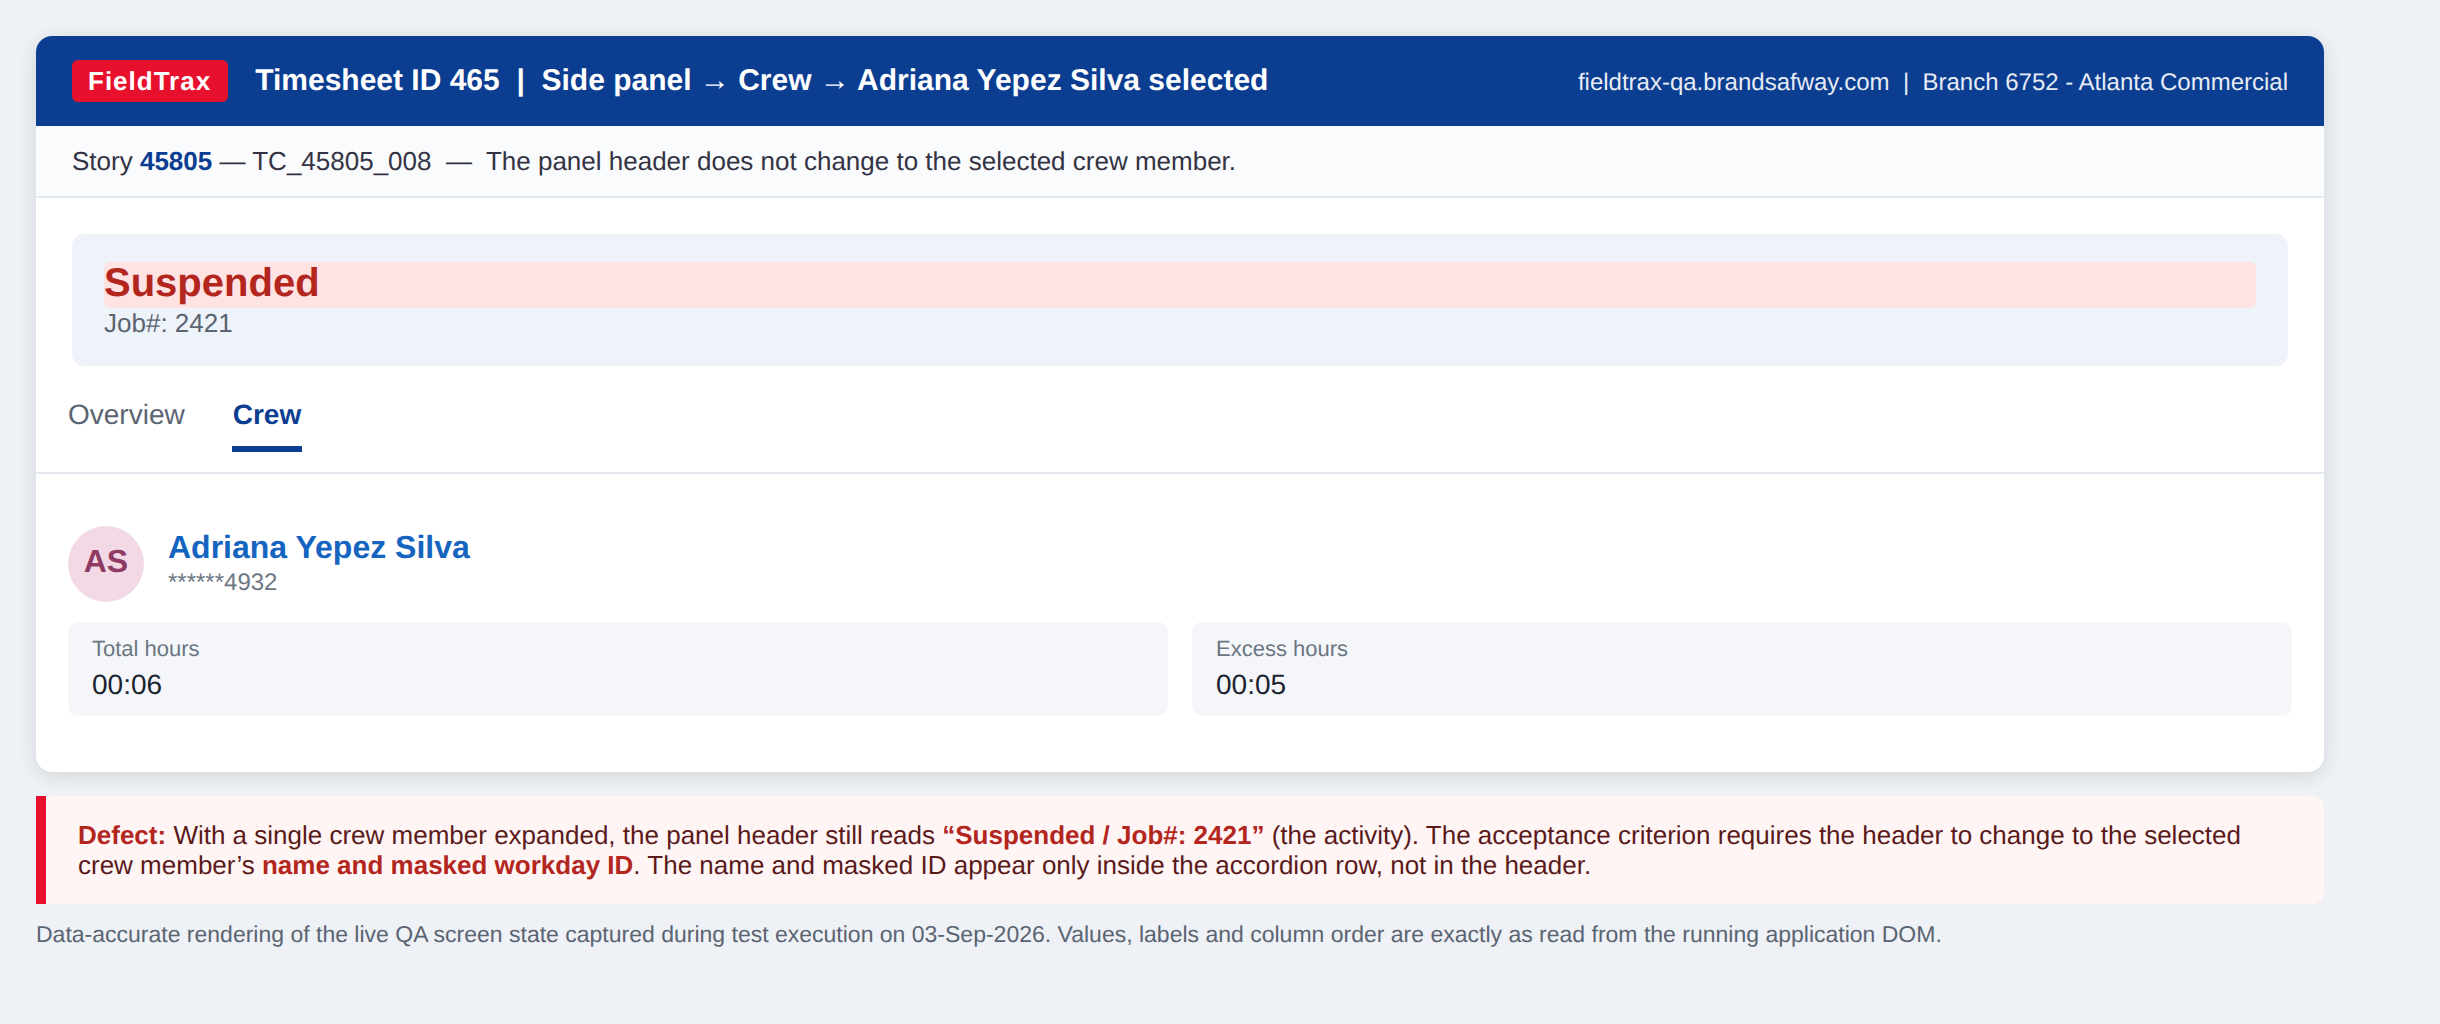 FieldTrax Timesheet ID 465 | Side panel → Crew → Adriana Yepez Silva selected fieldtrax-qa.brandsafway.com | Branch 6752 - Atlanta Commercial
Story 45805 — TC_45805_008 — The panel header does not change to the selected crew member.
Suspended
Job#: 2421
Overview Crew
AS
Adriana Yepez Silva
******4932
Total hours
00:06
Excess hours
00:05
Defect: With a single crew member expanded, the panel header still reads “Suspended / Job#: 2421” (the activity). The acceptance criterion requires the header to change to the selected
crew member’s name and masked workday ID. The name and masked ID appear only inside the accordion row, not in the header.
Data-accurate rendering of the live QA screen state captured during test execution on 03-Sep-2026. Values, labels and column order are exactly as read from the running application DOM.